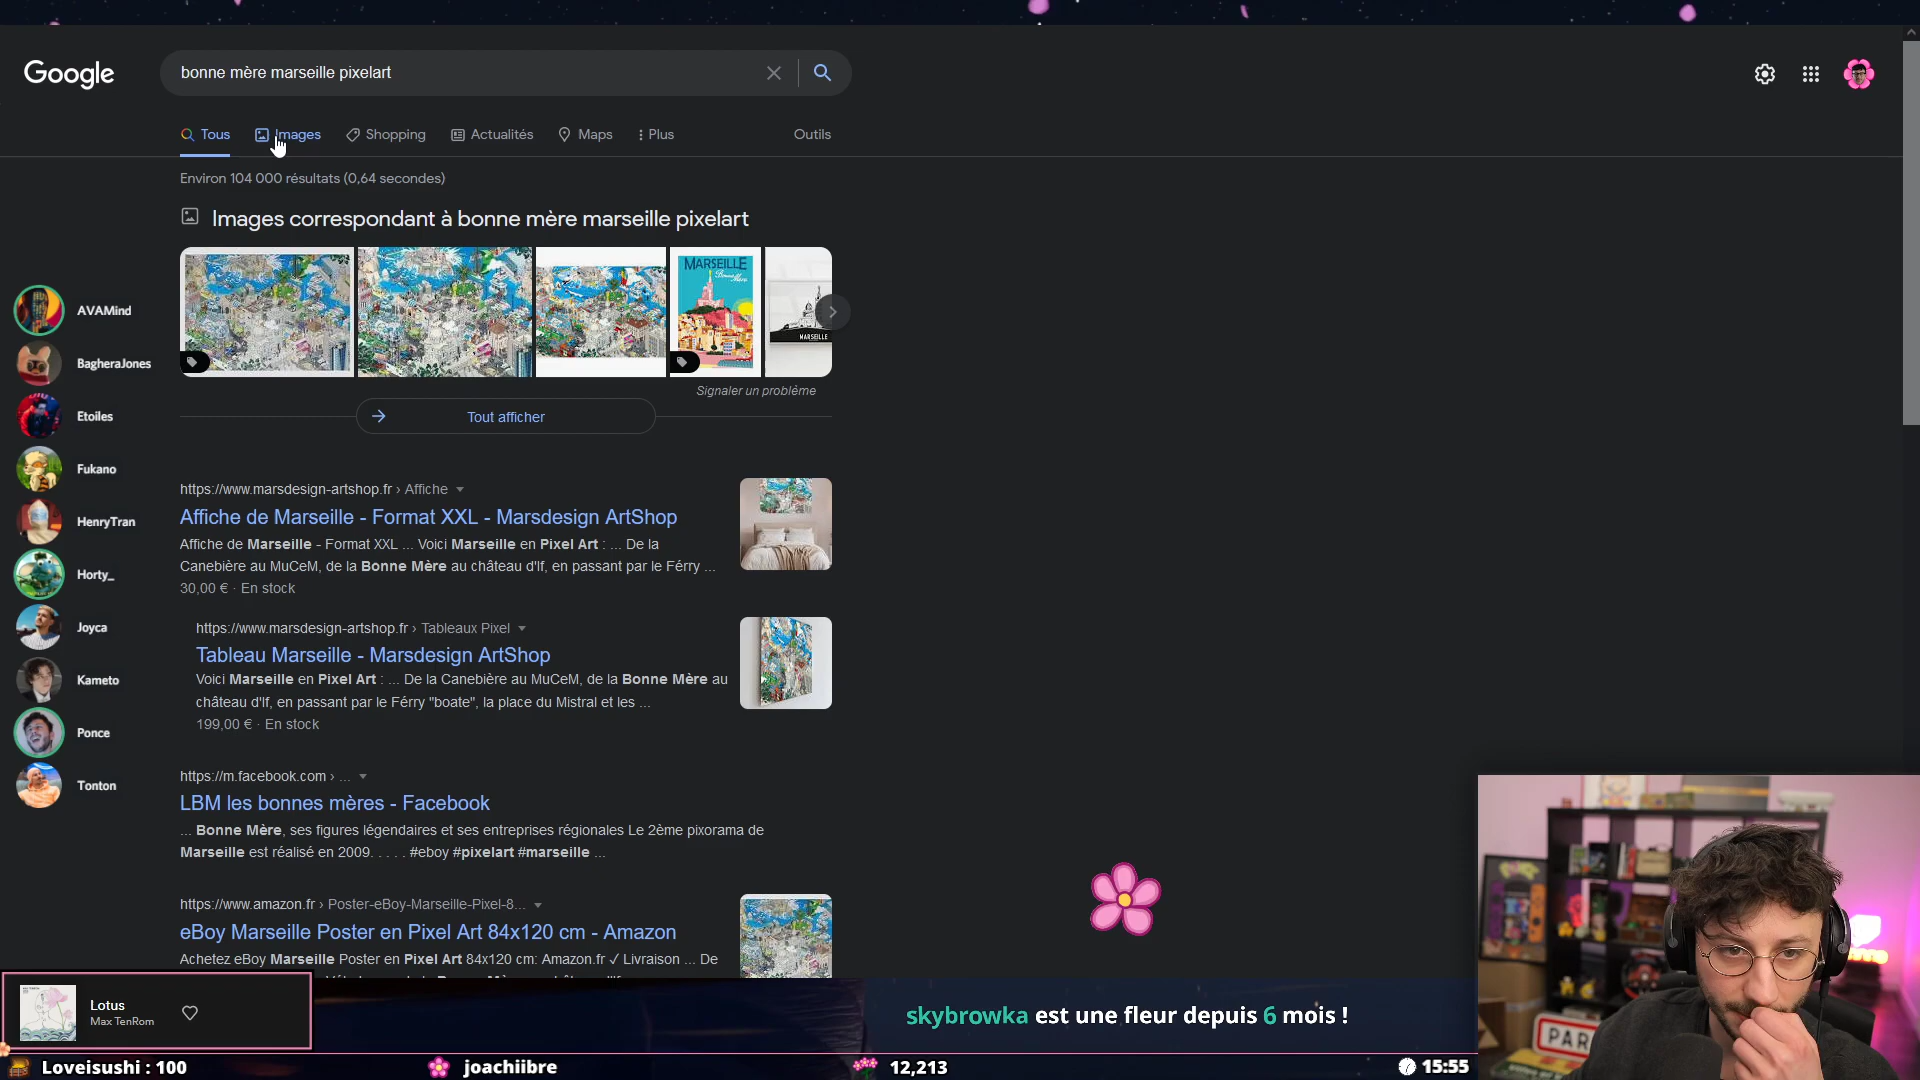 Google
bonne mère marseille pixelart
Tous
Images
Shopping
Actualités
Maps
Plus
Outils
Environ 104 000 résultats (0,64 secondes)
Images correspondant à bonne mère marseille pixelart
MARSEILLE
MARSEILLE
Signaler un problème
Tout afficher
AVAMind
BagheraJones
Etoiles
Fukano
HenryTran
Horty_
Joyca
Kameto
Ponce
Tonton
https://www.marsdesign-artshop.fr › Affiche
Affiche de Marseille - Format XXL - Marsdesign ArtShop
Affiche de Marseille - Format XXL ... Voici Marseille en Pixel Art : ... De la
Canebière au MuCeM, de la Bonne Mère au château d'If, en passant par le Férry ...
30,00 € · En stock
https://www.marsdesign-artshop.fr › Tableaux Pixel
Tableau Marseille - Marsdesign ArtShop
Voici Marseille en Pixel Art : ... De la Canebière au MuCeM, de la Bonne Mère au
château d'If, en passant par le Férry "boate", la place du Mistral et les ...
199,00 € · En stock
https://m.facebook.com › ...
LBM les bonnes mères - Facebook
... Bonne Mère, ses figures légendaires et ses entreprises régionales Le 2ème pixorama de
Marseille est réalisé en 2009. . . . . #eboy #pixelart #marseille ...
https://www.amazon.fr › Poster-eBoy-Marseille-Pixel-8...
eBoy Marseille Poster en Pixel Art 84x120 cm - Amazon
Achetez eBoy Marseille Poster en Pixel Art 84x120 cm: Amazon.fr ✓ Livraison ... De
Lotus
Max TenRom
skybrowka est une fleur depuis 6 mois !
PAR
Loveisushi : 100
joachiibre
12,213
15:55